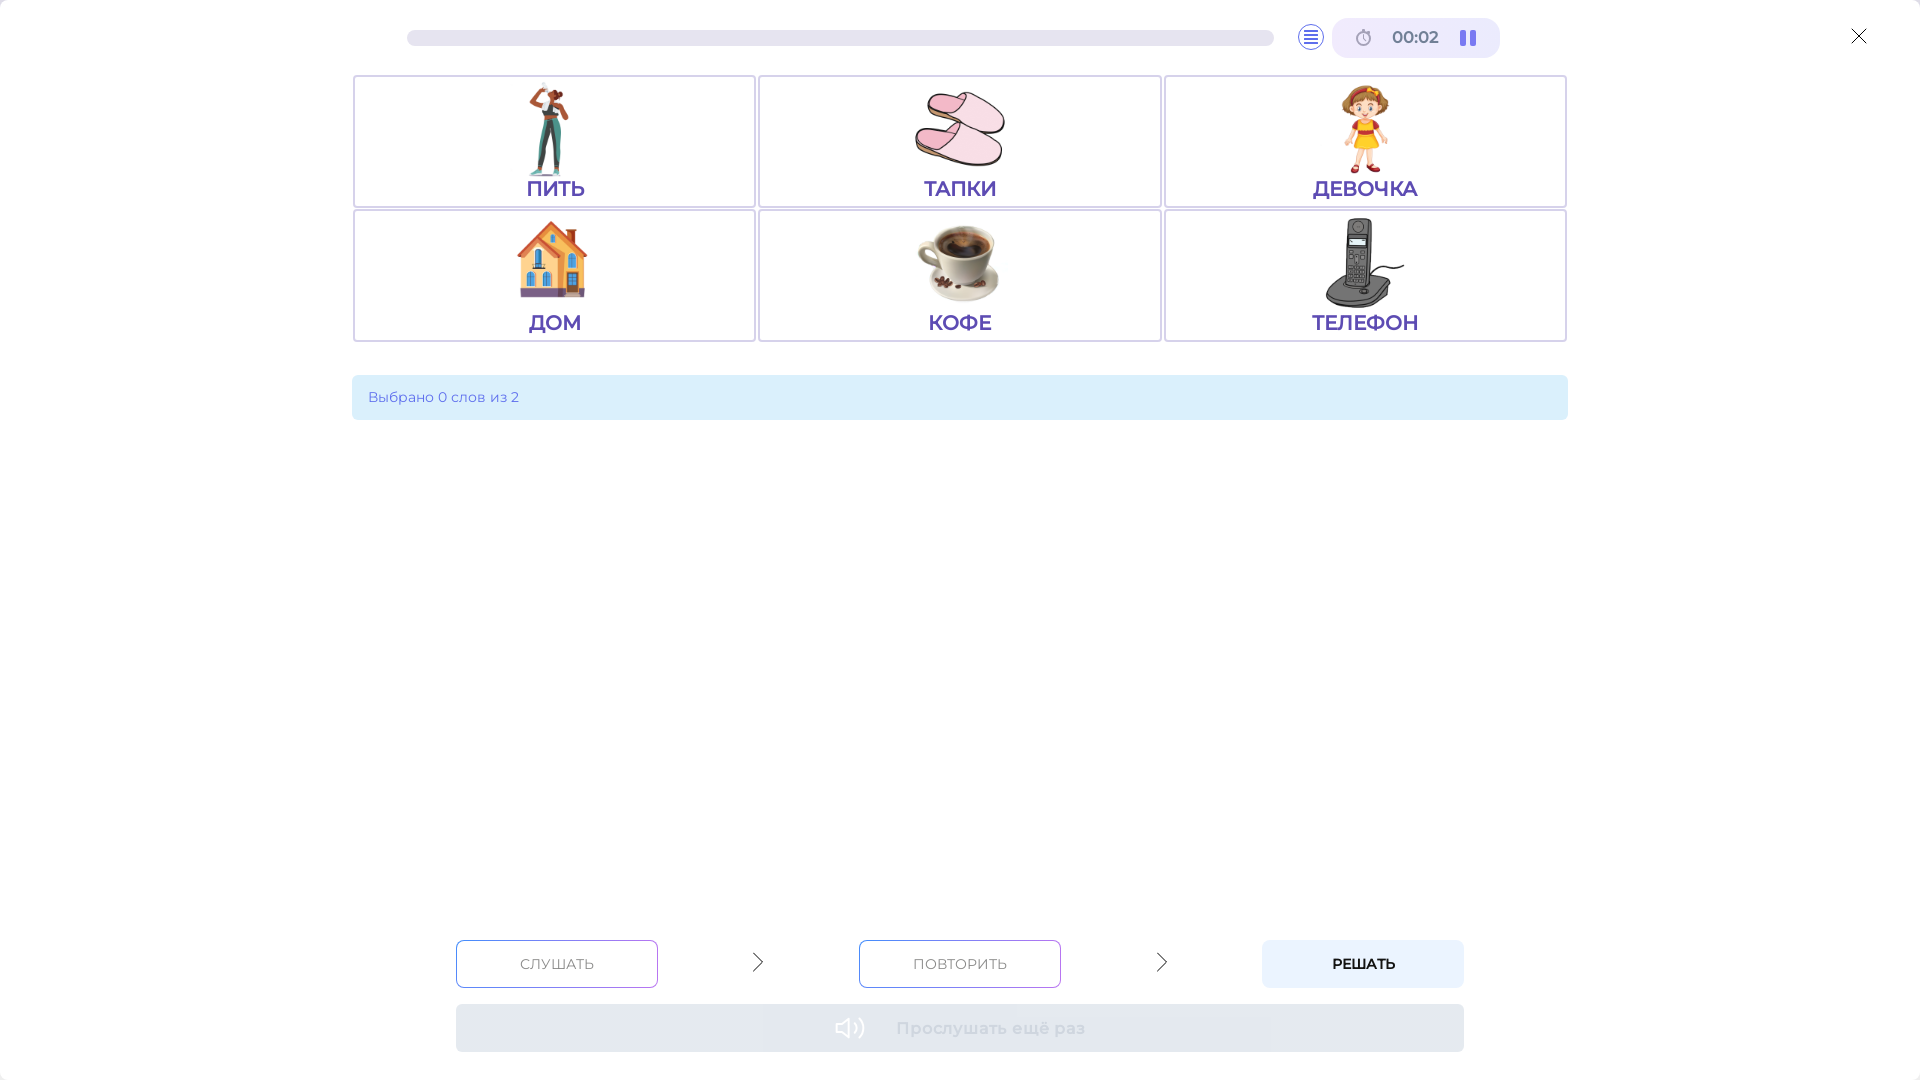 00:02
ПИТЬ
ТАПКИ
ДЕВОЧКА
ДОМ
КОФЕ
ТЕЛЕФОН
Выбрано 0 слов из 2
СЛУШАТЬ
ПОВТОРИТЬ
РЕШАТЬ
Прослушать ещё раз